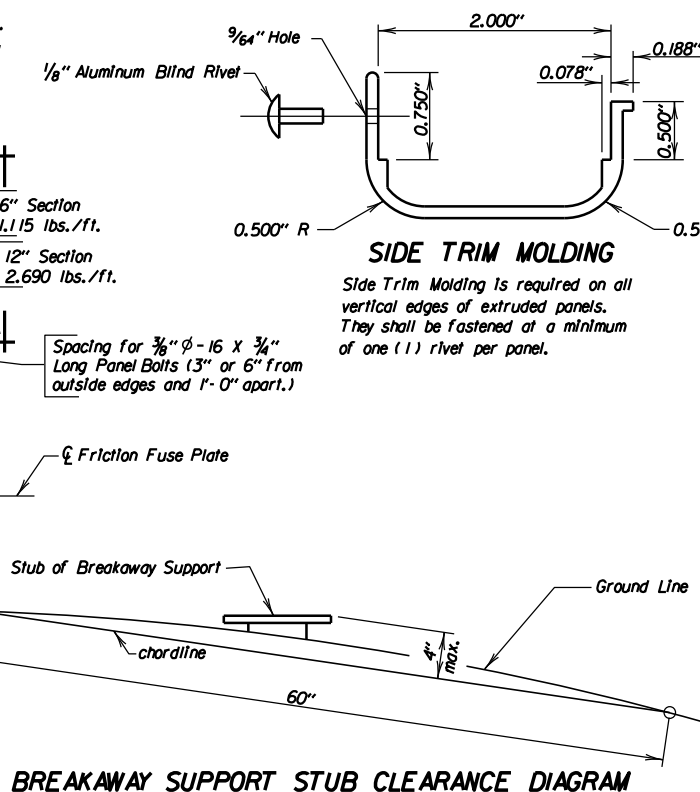 2.000"
9/64" Hole
0.188"
1/8" Aluminum Blind Rivet
0.078"
0.750"
0.500"
6" Section
1.115 lbs./ft.
0.500" R
0.5
12" Section
2.690 lbs./ft.
SIDE TRIM MOLDING
Side Trim Molding is required on all
vertical edges of extruded panels.
They shall be fastened at a minimum
of one (1) rivet per panel.
Spacing for 3/8" Ø-16 X 3/4"
Long Panel Bolts (3" or 6" from
outside edges and 1'-0" apart.)
℄ Friction Fuse Plate
Stub of Breakaway Support
Ground Line
4"
max.
chordline
60"
BREAKAWAY SUPPORT STUB CLEARANCE DIAGRAM